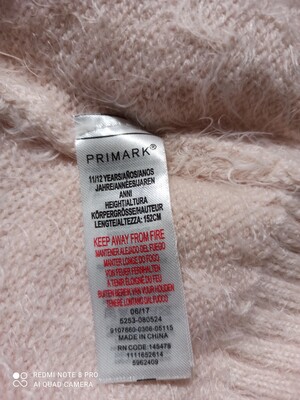 PRIMARK®
11/12 YEARS/AÑOS/ANOS
JAHRE/ANNÉES/JAREN
ANNI
HEIGHT/ALTURA
KÖRPERGRÖSSE/HAUTEUR
LENGTE/ALTEZZA: 152CM
KEEP AWAY FROM FIRE
MANTENER ALEJADO DEL FUEGO
MANTER LONGE DO FOGO
VON FEUER FERNHALTEN
À TENIR ÉLOIGNÉ DU FEU
BUITEN BEREIK VAN VUUR HOUDEN
TENERE LONTANO DAL FUOCO
06/17
5253-080524
9107660-0306-05115
MADE IN CHINA
RN CODE: 145479
1111652614
5962409
REDMI NOTE 8 PRO
AI QUAD CAMERA